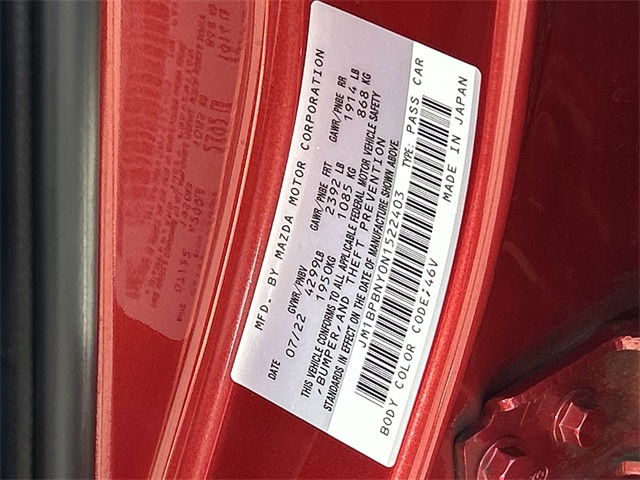 MFD. BY MAZDA MOTOR CORPORATION
DATE GVWR/PNBV GAWR/PNBE FRT GAWR/PNBE RR
07/22 4299LB 2392 LB 1914 LB
1950KG 1085 KG 868 KG
THIS VEHICLE CONFORMS TO ALL APPLICABLE FEDERAL MOTOR VEHICLE SAFETY
, BUMPER, AND THEFT PREVENTION
STANDARDS IN EFFECT ON THE DATE OF MANUFACTURE SHOWN ABOVE
JM1BPBNY0N1522403 TYPE: PASS CAR
BODY COLOR CODE:46V MADE IN JAPAN